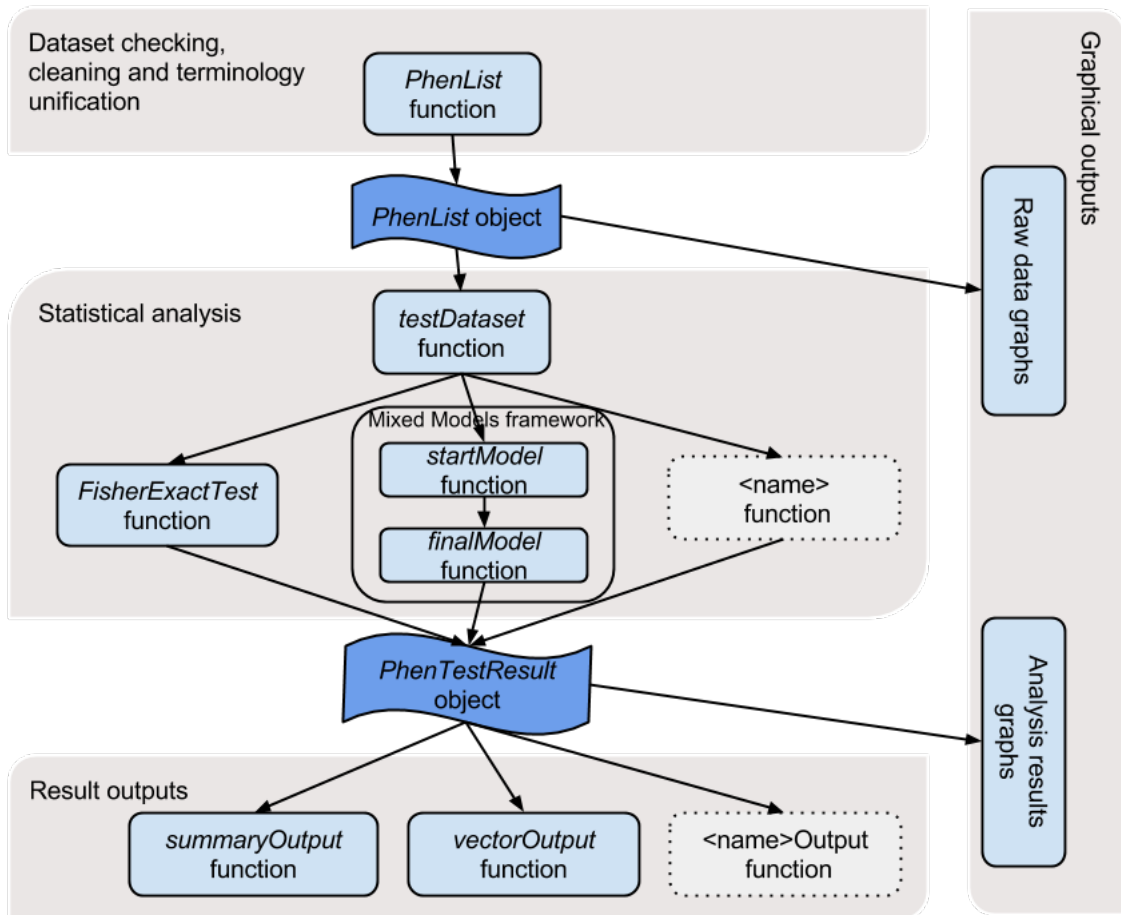 Dataset checking,
cleaning and terminology
unification
PhenList
function
PhenList object
Graphical outputs
Raw data graphs
Statistical analysis
testDataset
function
Mixed Models framework
FisherExactTest
function
startModel
function
finalModel
function
<name>
function
PhenTestResult
object
Analysis results
graphs
Result outputs
summaryOutput
function
vectorOutput
function
<name>Output
function